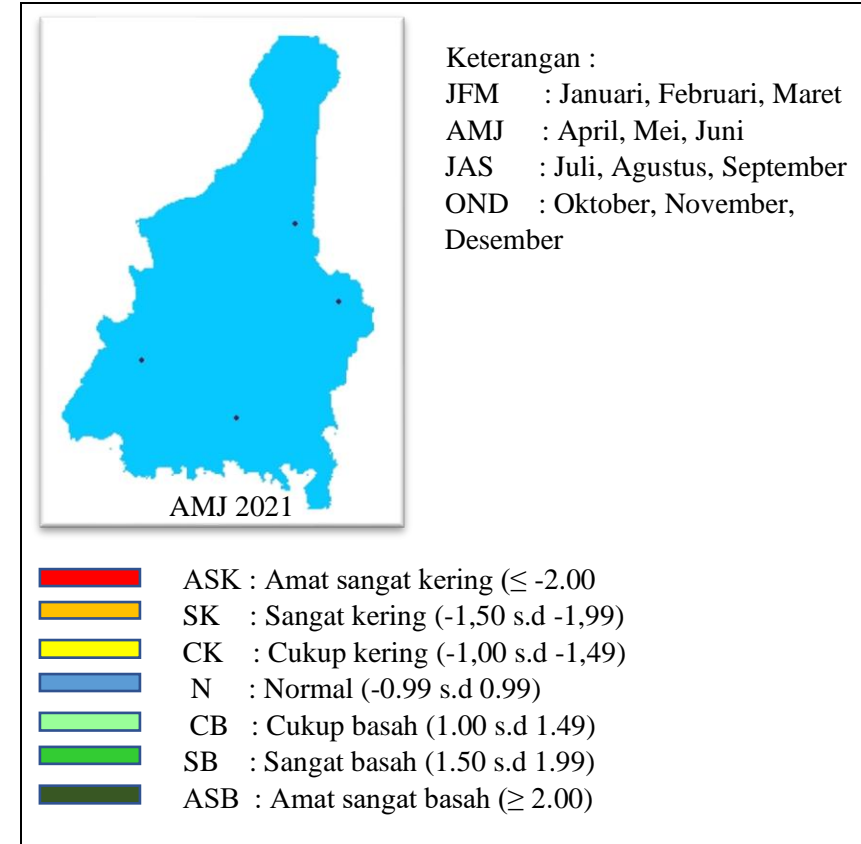 Keterangan :
JFM : Januari, Februari, Maret
AMJ : April, Mei, Juni
JAS : Juli, Agustus, September
OND : Oktober, November,
Desember
AMJ 2021
ASK : Amat sangat kering (≤ -2.00
SK : Sangat kering (-1,50 s.d -1,99)
CK : Cukup kering (-1,00 s.d -1,49)
N : Normal (-0.99 s.d 0.99)
CB : Cukup basah (1.00 s.d 1.49)
SB : Sangat basah (1.50 s.d 1.99)
ASB : Amat sangat basah (≥ 2.00)